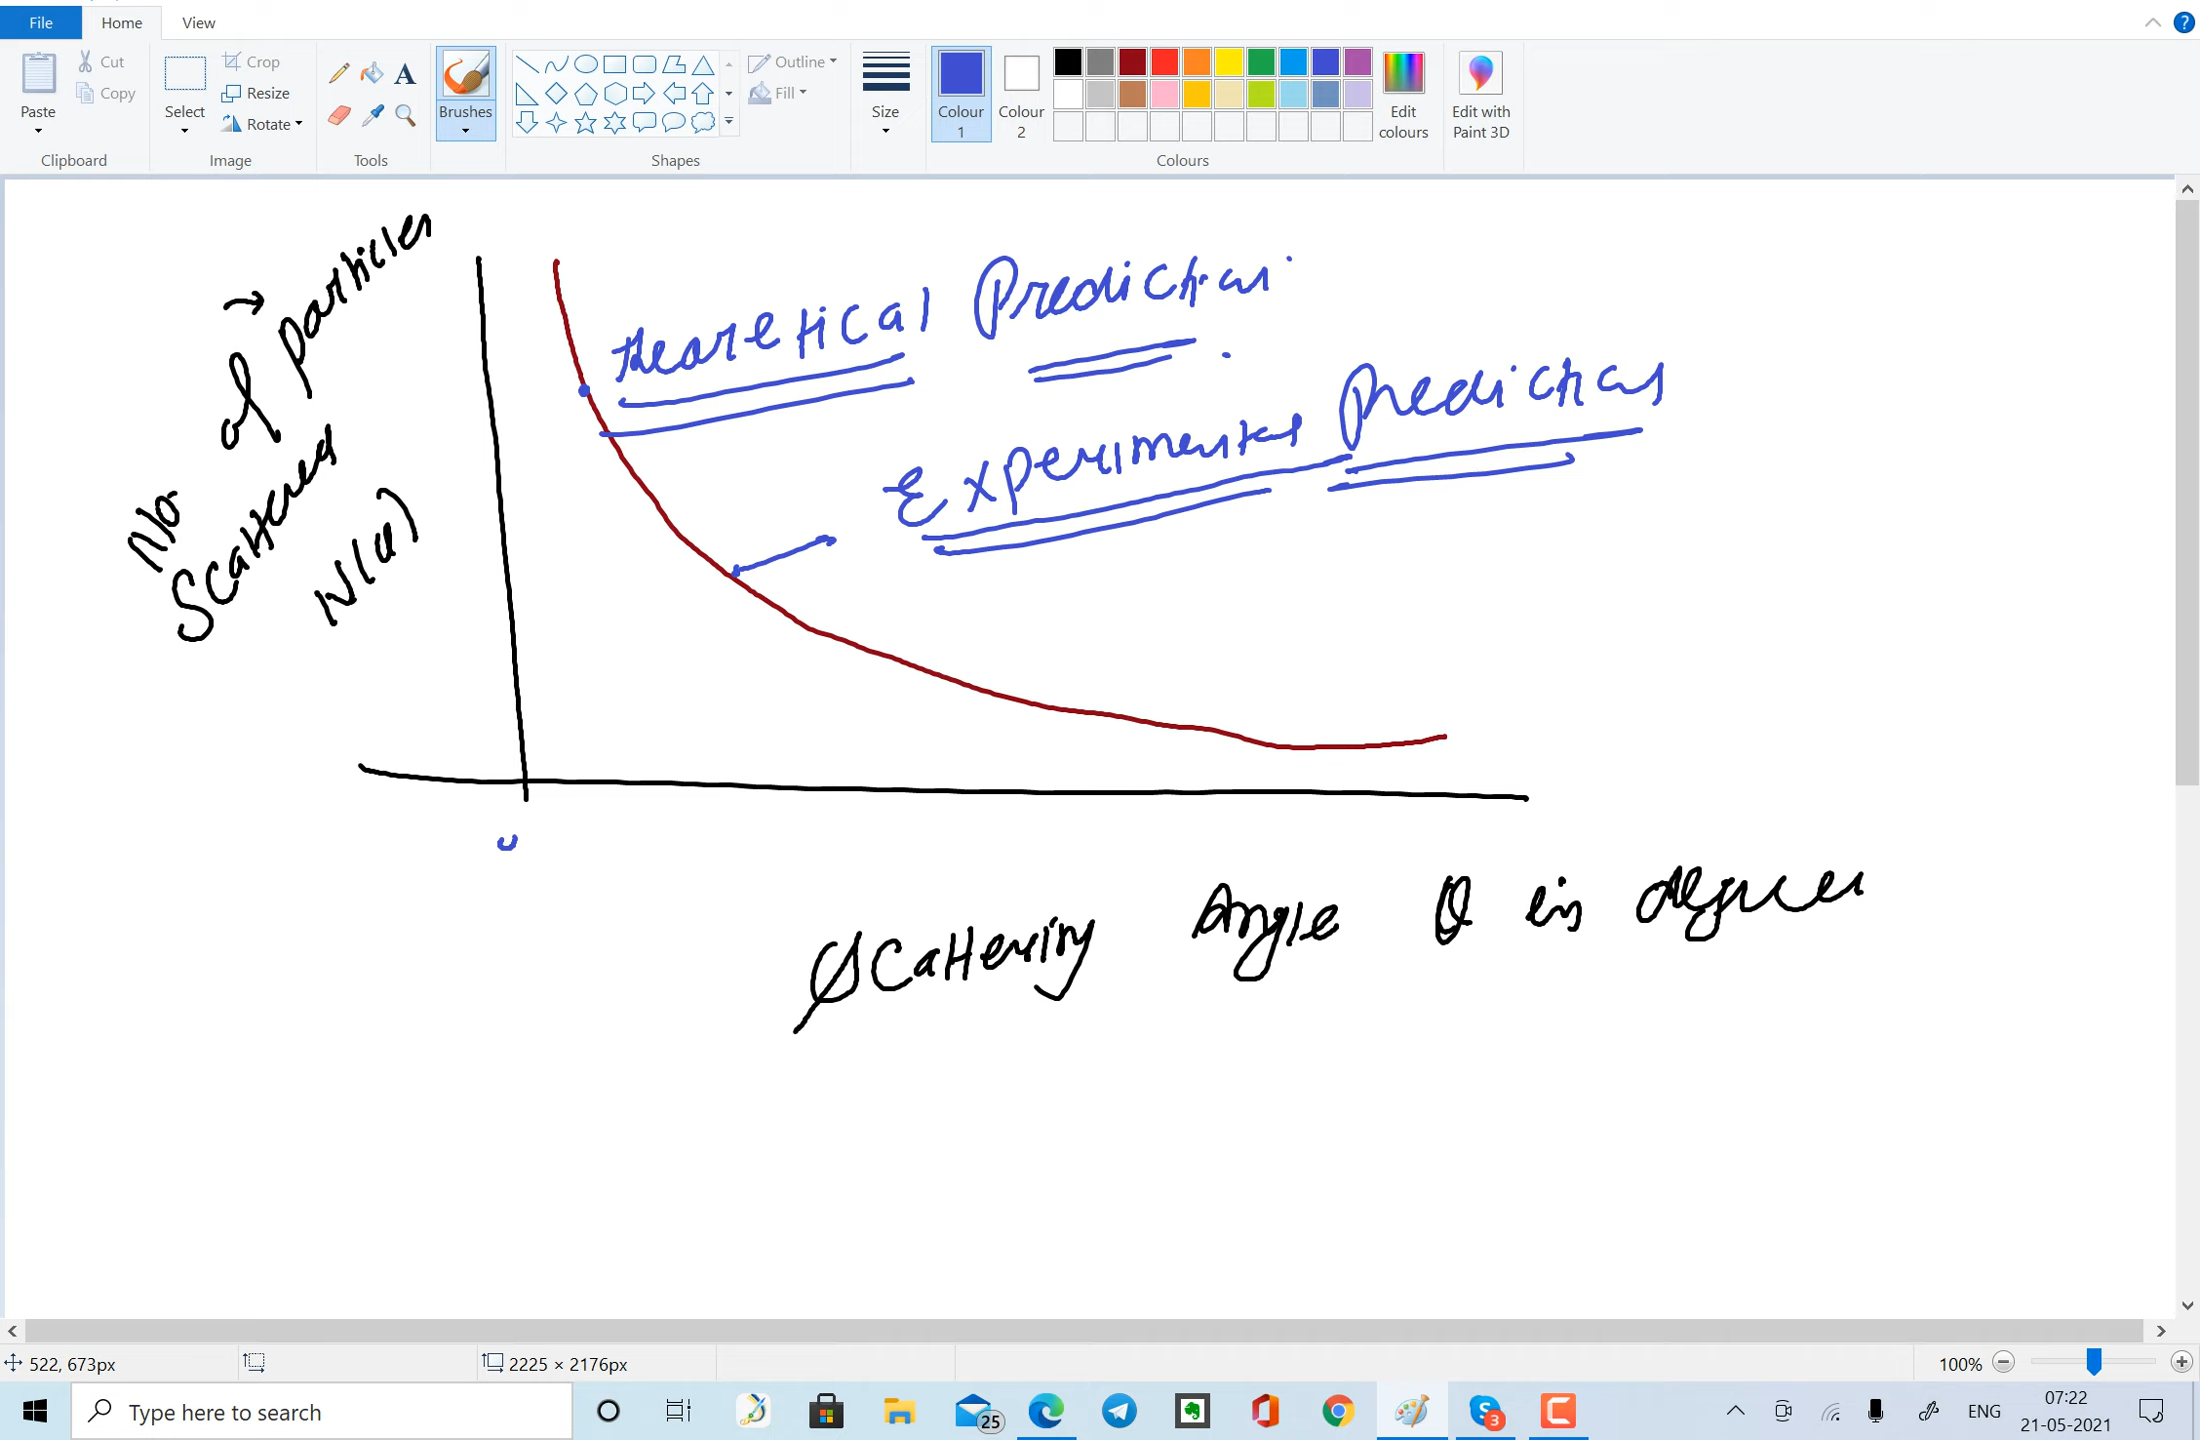 File Home View
Paste Cut Copy Select Crop Resize Rotate Brushes Outline Fill Size Colour 1 Colour 2 Edit colours Edit with Paint 3D
Clipboard Image Tools Shapes Colours
No of particles
Scattered
theoretical Prediction
Experimental Prediction
Scattering Angle θ in degree
522, 673px 2225 × 2176px 100%
Type here to search 25 3 ENG 07:22
21-05-2021